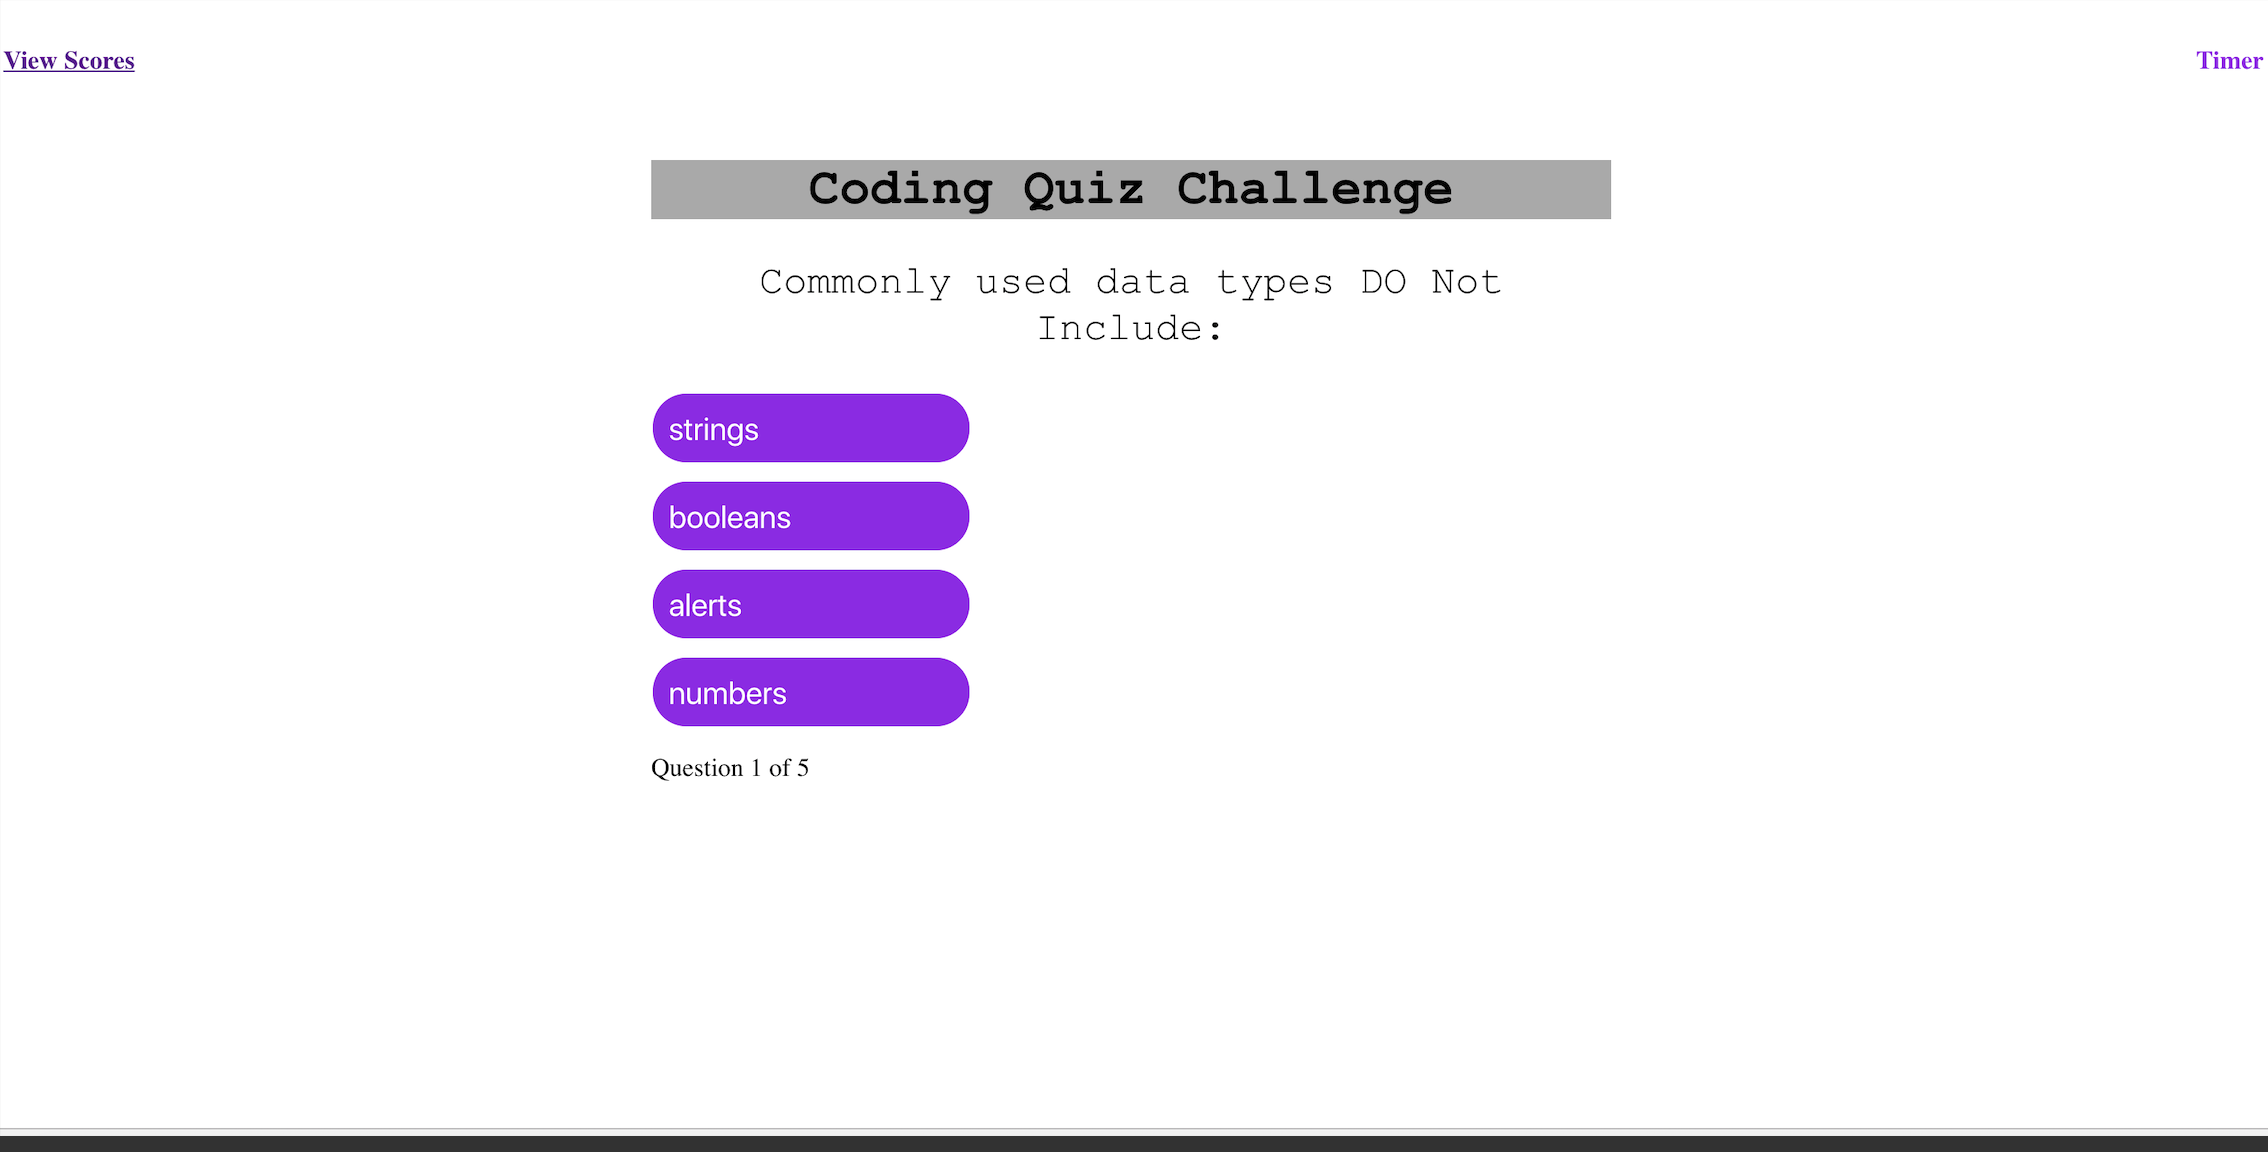 View Scores
Timer
Coding Quiz Challenge
Commonly used data types DO Not
Include:
strings
booleans
alerts
numbers
Question 1 of 5